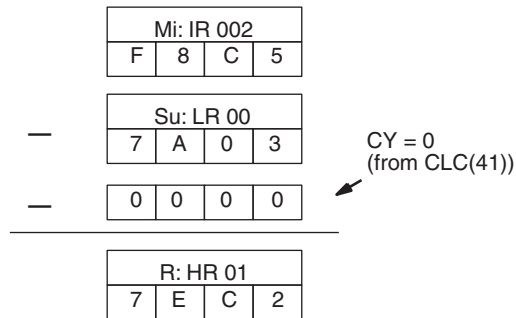 Mi: IR 002
F 8 C 5
Su: LR 00
— 7 A 0 3
CY = 0
(from CLC(41))
— 0 0 0 0
R: HR 01
7 E C 2